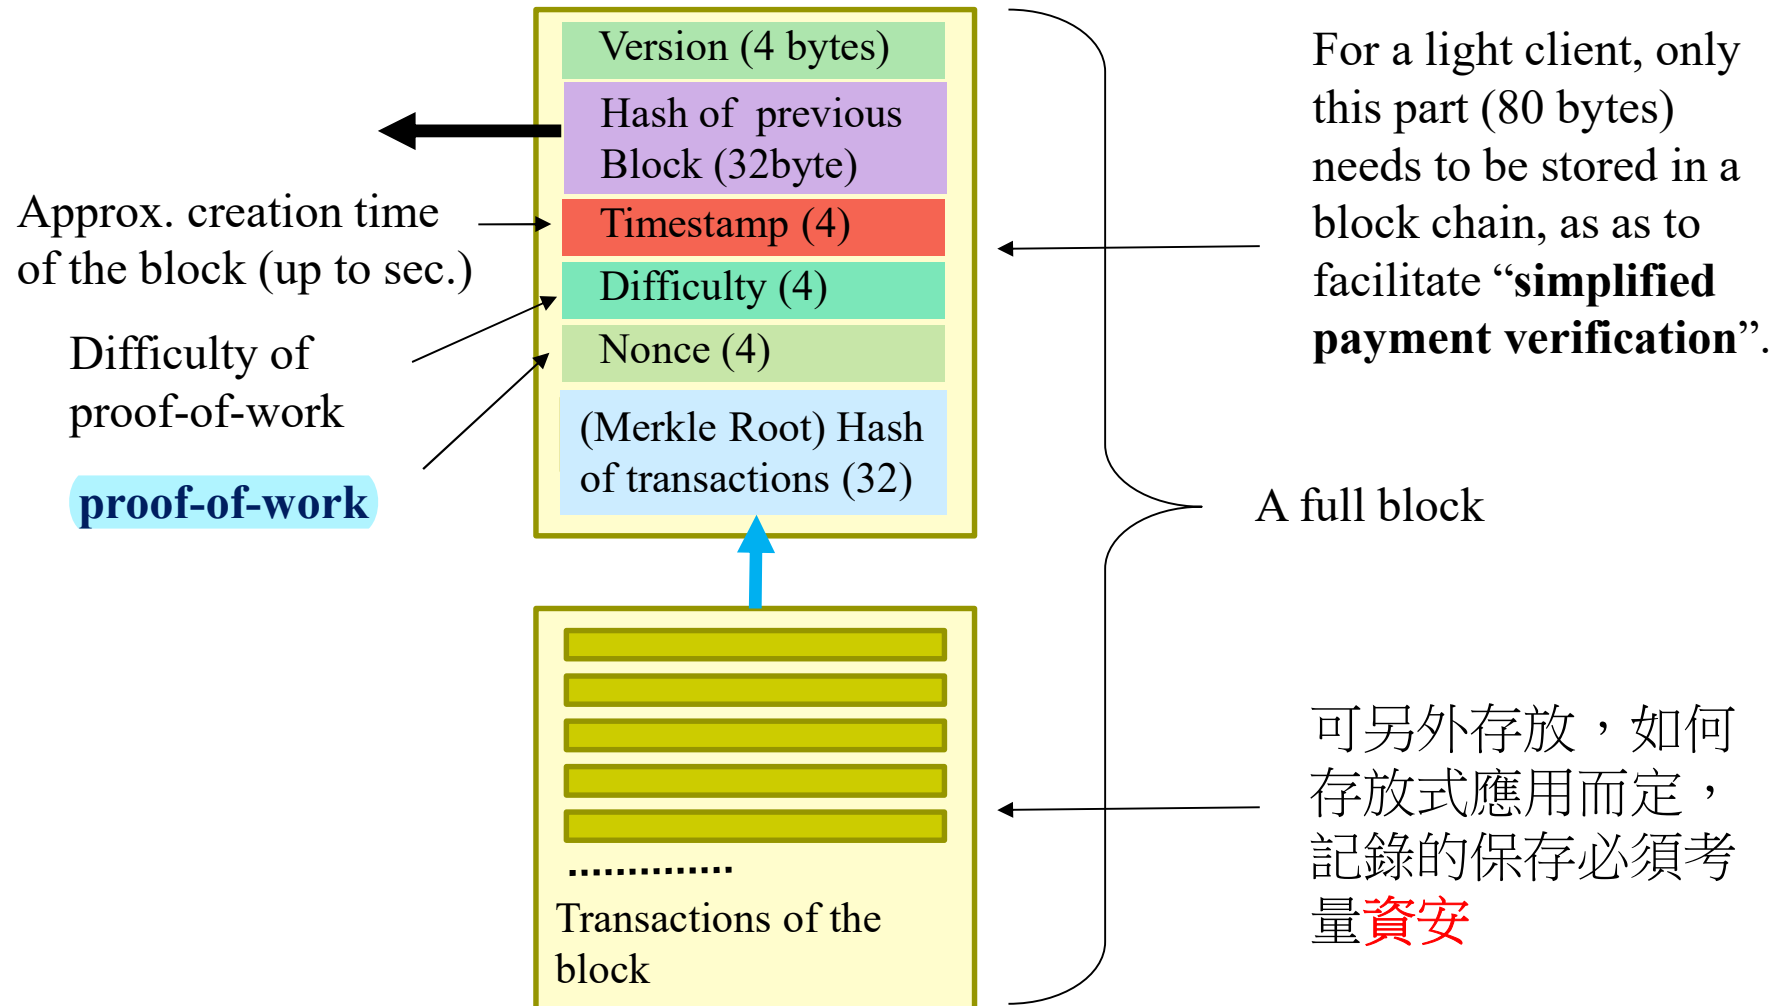 Version (4 bytes)
Hash of previous
Block (32byte)
Timestamp (4)
Difficulty (4)
Nonce (4)
(Merkle Root) Hash
of transactions (32)
Approx. creation time
of the block (up to sec.)
Difficulty of
proof-of-work
proof-of-work
For a light client, only
this part (80 bytes)
needs to be stored in a
block chain, as as to
facilitate “simplified
payment verification”.
A full block
Transactions of the
block
可另外存放，如何
存放式應用而定，
記錄的保存必須考
量資安